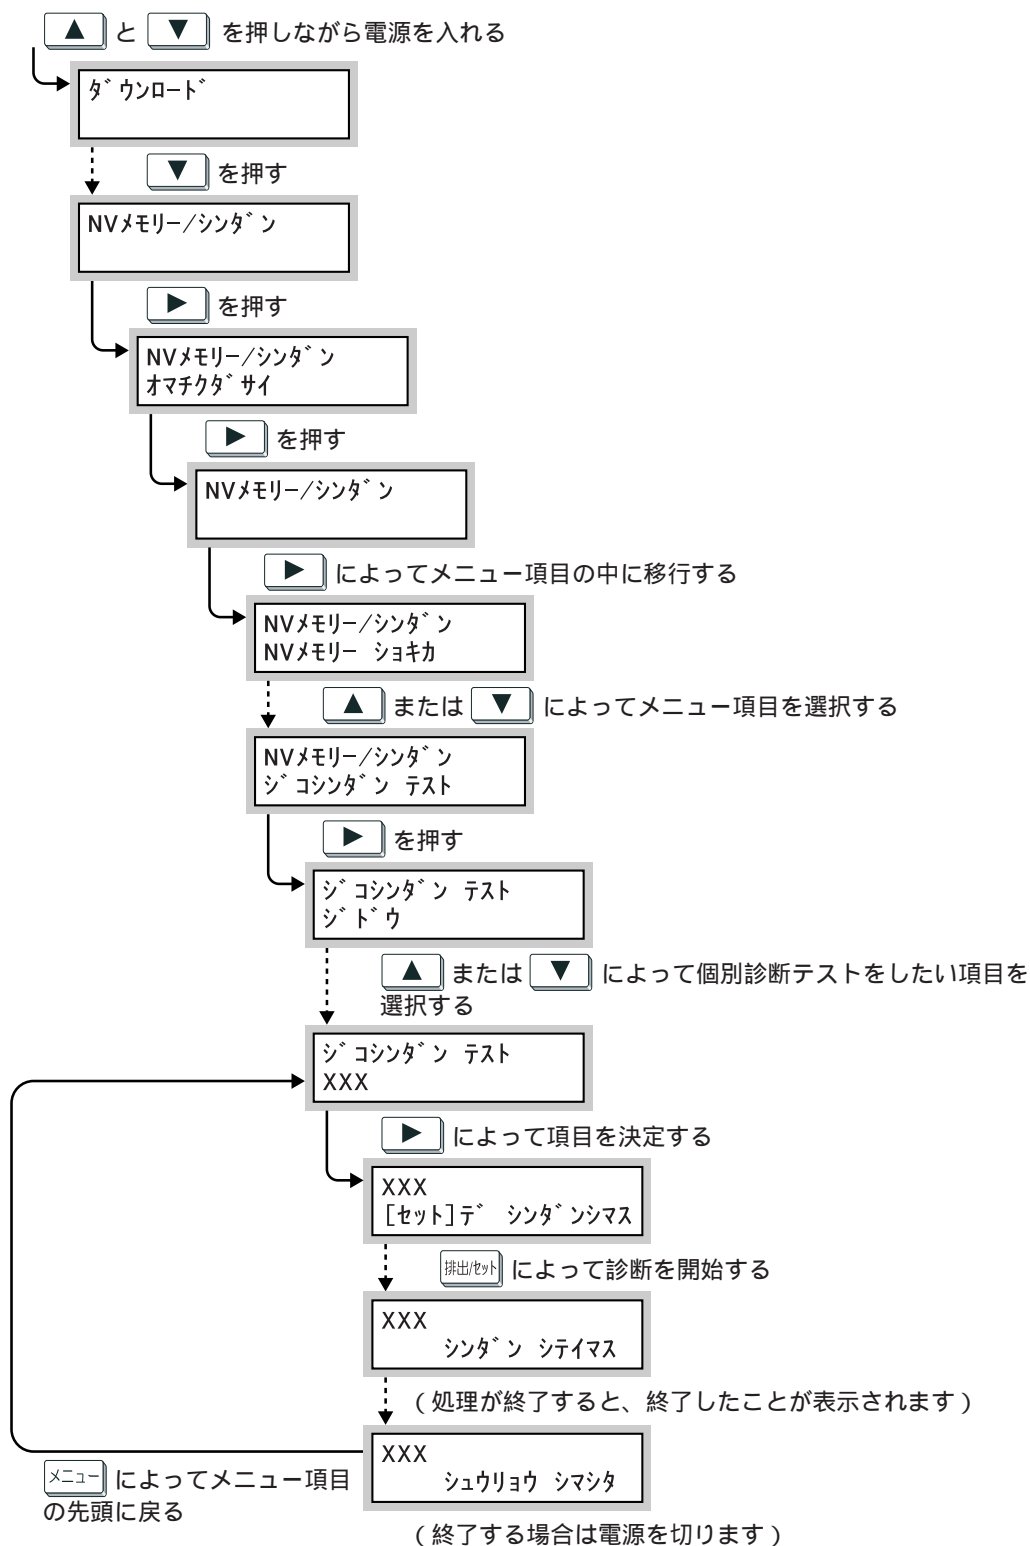 ▲ と ▼ を押しながら電源を入れる
ﾀﾞｳﾝﾛｰﾄﾞ
▼ を押す
NVﾒﾓﾘｰ/ｼﾝﾀﾞﾝ
▶ を押す
NVﾒﾓﾘｰ/ｼﾝﾀﾞﾝ
ｵﾏﾁｸﾀﾞｻｲ
▶ を押す
NVﾒﾓﾘｰ/ｼﾝﾀﾞﾝ
▶ によってメニュー項目の中に移行する
NVﾒﾓﾘｰ/ｼﾝﾀﾞﾝ
NVﾒﾓﾘｰ ｼｮｷｶ
▲ または ▼ によってメニュー項目を選択する
NVﾒﾓﾘｰ/ｼﾝﾀﾞﾝ
ｼﾞｺｼﾝﾀﾞﾝ ﾃｽﾄ
▶ を押す
ｼﾞｺｼﾝﾀﾞﾝ ﾃｽﾄ
ｼﾞﾄﾞｳ
▲ または ▼ によって個別診断テストをしたい項目を
選択する
ｼﾞｺｼﾝﾀﾞﾝ ﾃｽﾄ
XXX
▶ によって項目を決定する
XXX
[ｾｯﾄ]ﾃﾞ ｼﾝﾀﾞﾝｼﾏｽ
排出/セット によって診断を開始する
XXX
ｼﾝﾀﾞﾝ ｼﾃｲﾏｽ
(処理が終了すると、終了したことが表示されます)
XXX
ｼｭｳﾘｮｳ ｼﾏｼﾀ
メニュー によってメニュー項目
の先頭に戻る
(終了する場合は電源を切ります)